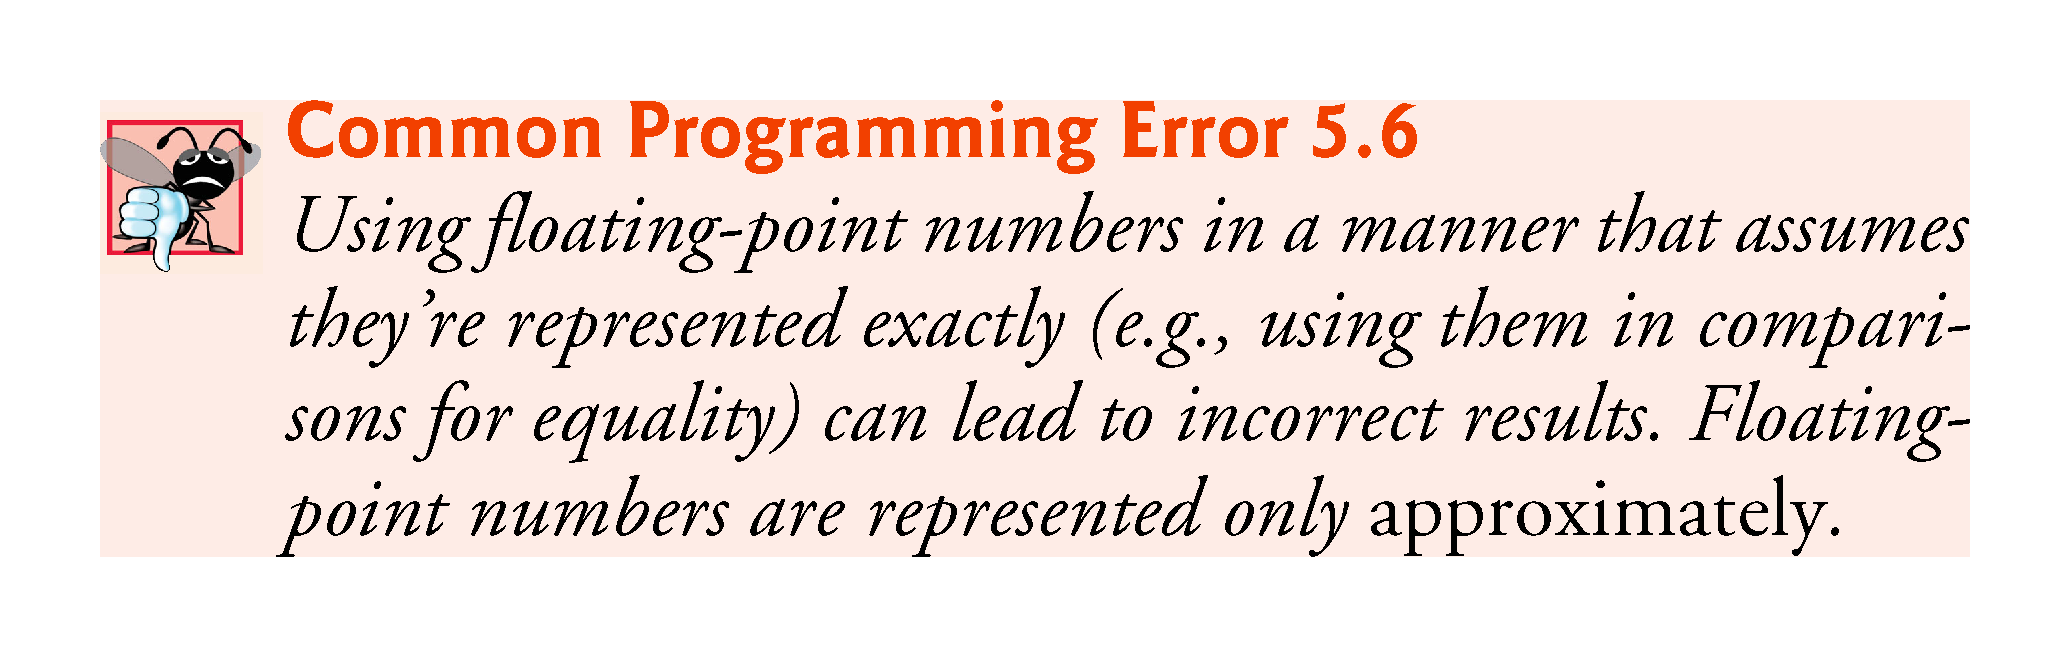 Common Programming Error 5.6
Using floating-point numbers in a manner that assumes
they’re represented exactly (e.g., using them in compari-
sons for equality) can lead to incorrect results. Floating-
point numbers are represented only approximately.